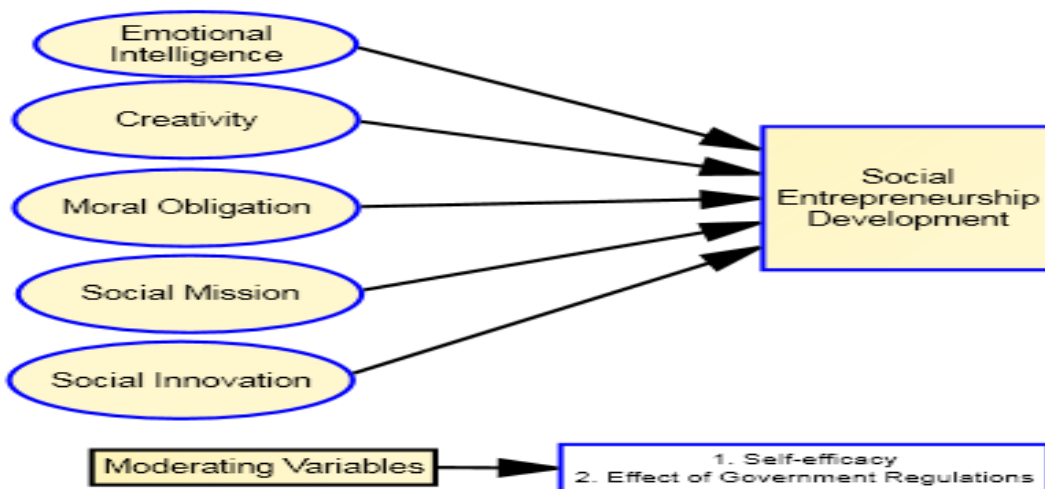 Emotional
Intelligence
Creativity
Moral Obligation
Social Mission
Social Innovation
Social
Entrepreneurship
Development
Moderating Variables
1. Self-efficacy
2. Effect of Government Regulations